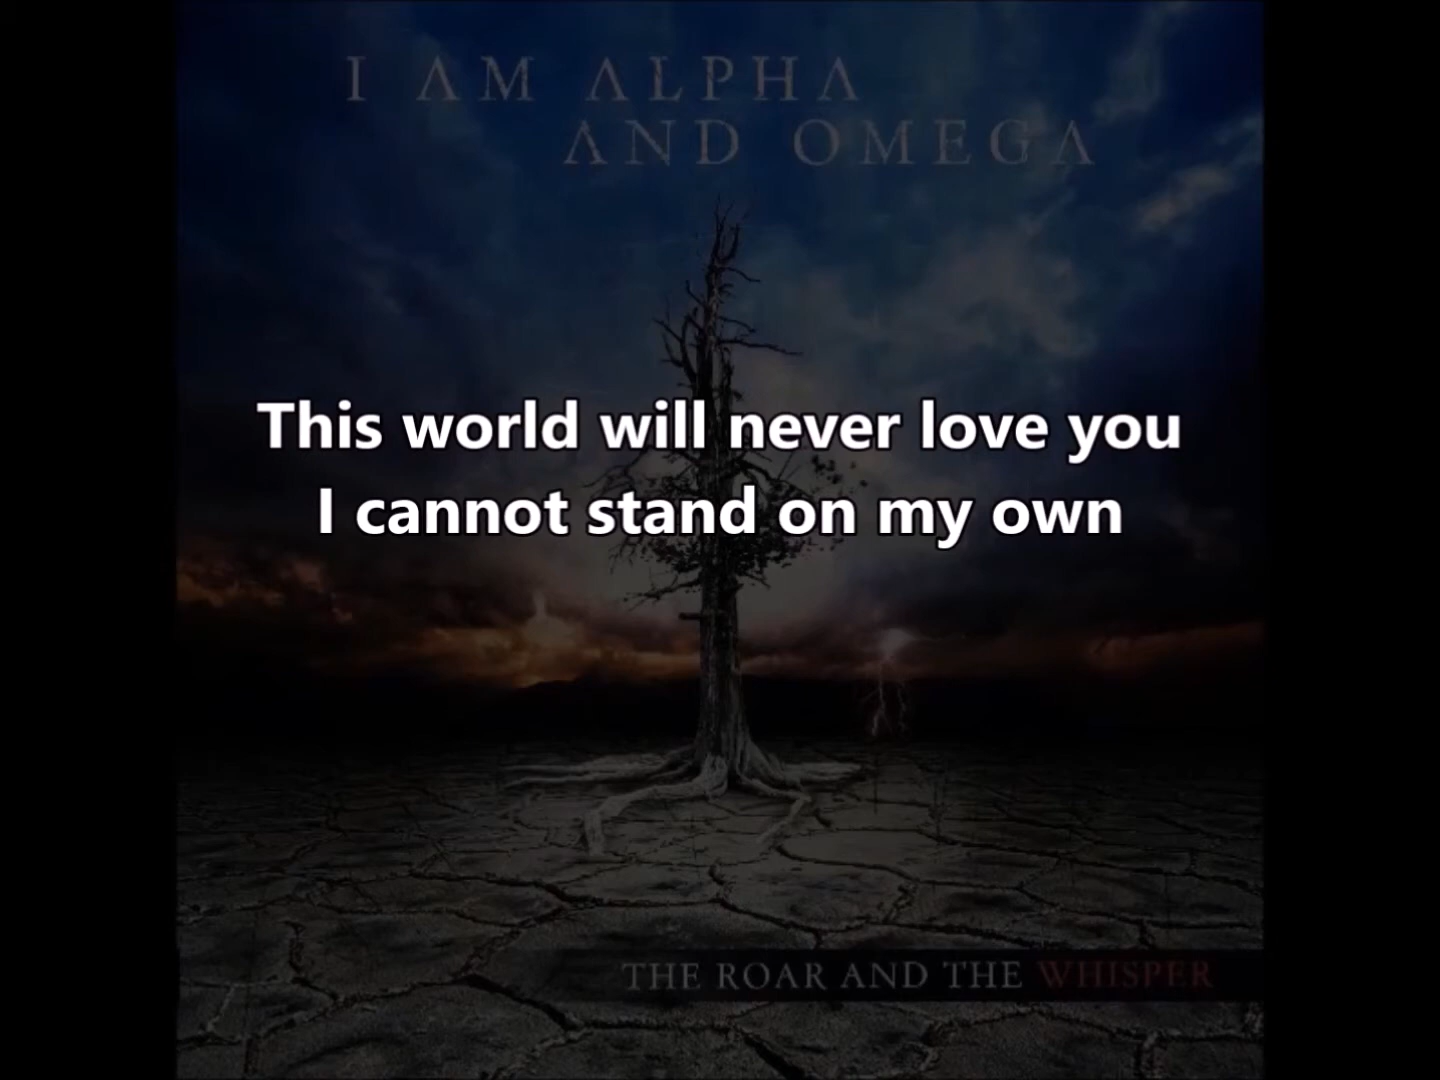 I AM ALPHA
AND OMEGA
This world will never love you
I cannot stand on my own
THE ROAR AND THE WHISPER